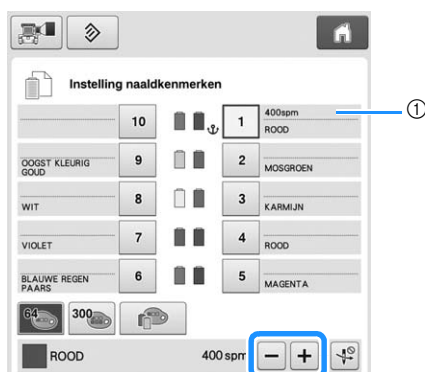 Instelling naaldkenmerken
10
1
400spm
ROOD
①
OOGST KLEURIG
GOUD
9
2
MOSGROEN
WIT
8
3
KARMIJN
VIOLET
7
4
ROOD
BLAUWE REGEN
PAARS
6
5
MAGENTA
64
300
ROOD
400 spm
− +